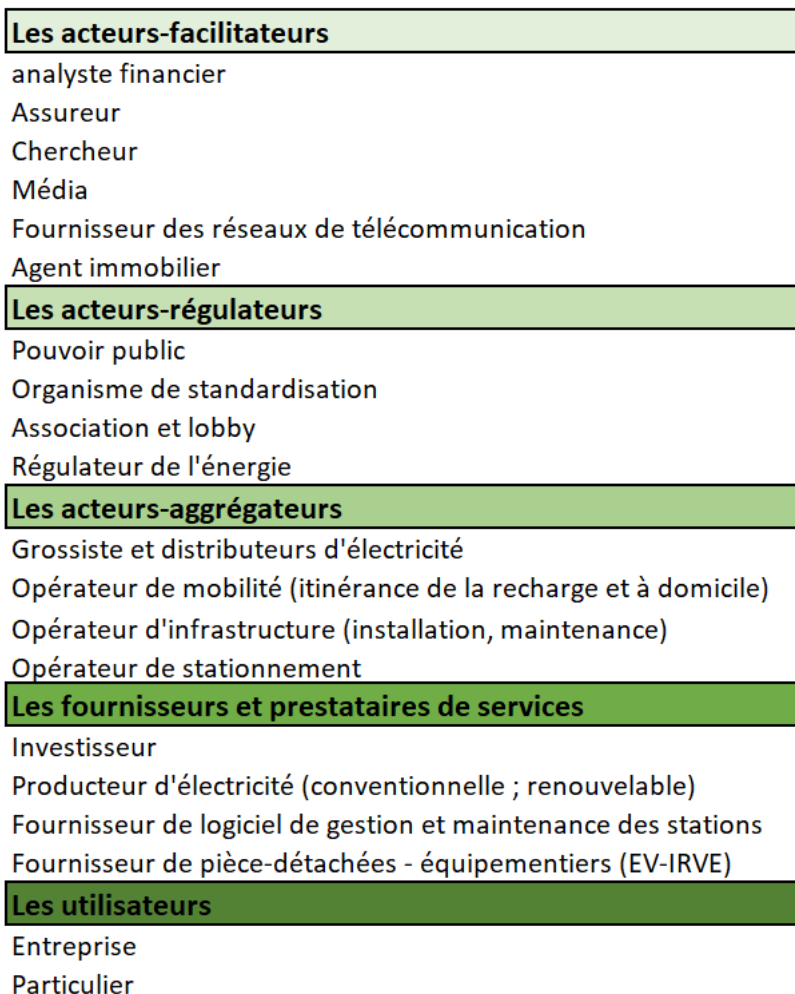 Les acteurs-facilitateurs
analyste financier
Assureur
Chercheur
Média
Fournisseur des réseaux de télécommunication
Agent immobilier
Les acteurs-régulateurs
Pouvoir public
Organisme de standardisation
Association et lobby
Régulateur de l'énergie
Les acteurs-aggrégateurs
Grossiste et distributeurs d'électricité
Opérateur de mobilité (itinérance de la recharge et à domicile)
Opérateur d'infrastructure (installation, maintenance)
Opérateur de stationnement
Les fournisseurs et prestataires de services
Investisseur
Producteur d'électricité (conventionnelle ; renouvelable)
Fournisseur de logiciel de gestion et maintenance des stations
Fournisseur de pièce-détachées - équipementiers (EV-IRVE)
Les utilisateurs
Entreprise
Particulier